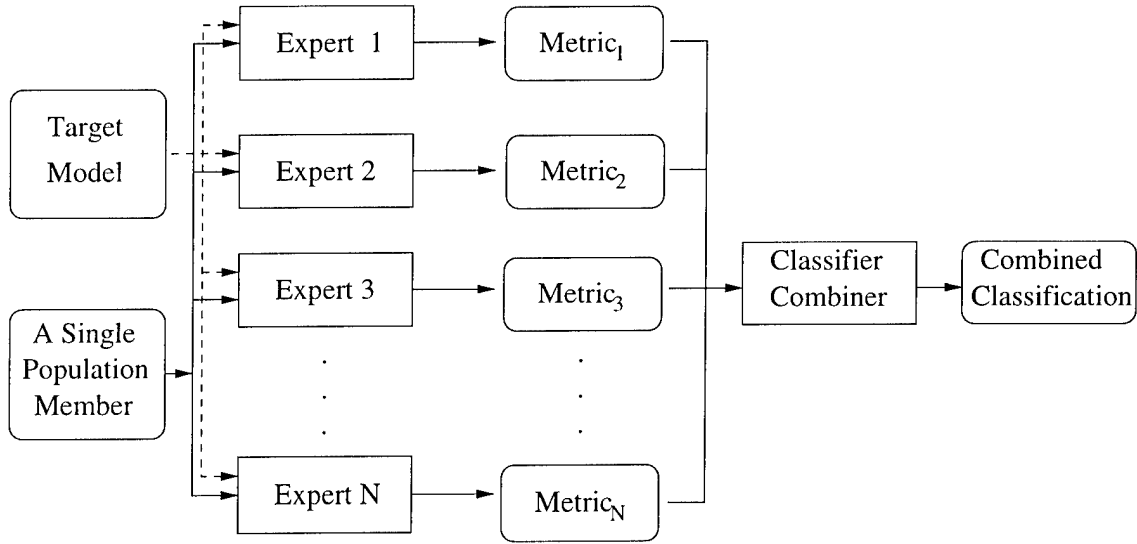 Expert 1
Metric₁
Target
Model
Expert 2
Metric₂
Expert 3
Metric₃
Classifier
Combiner
Combined
Classification
A Single
Population
Member
Expert N
Metric_N